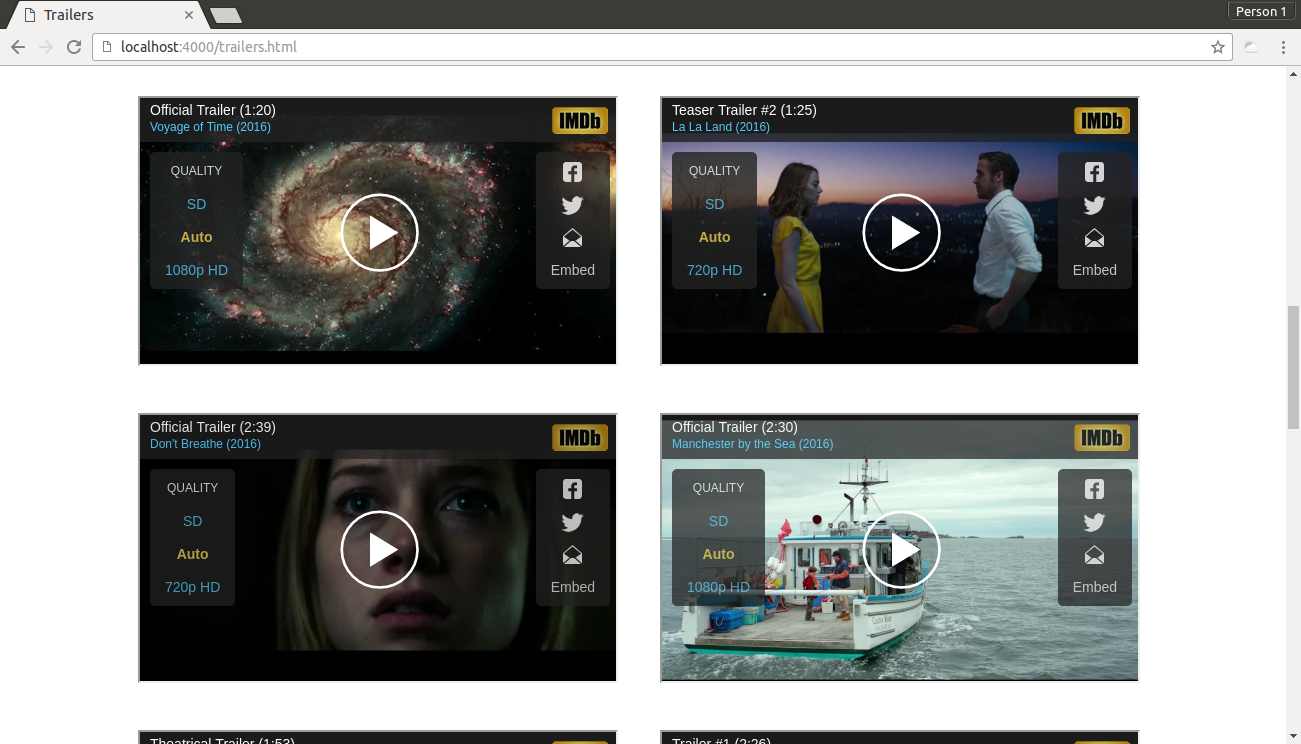 Trailers
Person 1
localhost:4000/trailers.html
Official Trailer (1:20)
Voyage of Time (2016)
IMDb
QUALITY
SD
Auto
1080p HD
Embed
Teaser Trailer #2 (1:25)
La La Land (2016)
IMDb
QUALITY
SD
Auto
720p HD
Embed
Official Trailer (2:39)
Don't Breathe (2016)
IMDb
QUALITY
SD
Auto
720p HD
Embed
Official Trailer (2:30)
Manchester by the Sea (2016)
IMDb
QUALITY
SD
Auto
1080p HD
Embed
Theatrical Trailer (1:53)
Trailer #1 (2:26)